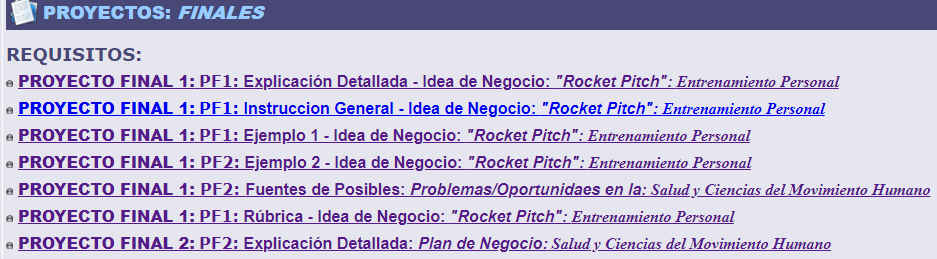 PROYECTOS: FINALES
REQUISITOS:
PROYECTO FINAL 1: PF1: Explicación Detallada - Idea de Negocio: "Rocket Pitch": Entrenamiento Personal
PROYECTO FINAL 1: PF1: Instruccion General - Idea de Negocio: "Rocket Pitch": Entrenamiento Personal
PROYECTO FINAL 1: PF1: Ejemplo 1 - Idea de Negocio: "Rocket Pitch": Entrenamiento Personal
PROYECTO FINAL 1: PF2: Ejemplo 2 - Idea de Negocio: "Rocket Pitch": Entrenamiento Personal
PROYECTO FINAL 1: PF2: Fuentes de Posibles: Problemas/Oportunidaes en la: Salud y Ciencias del Movimiento Humano
PROYECTO FINAL 1: PF1: Rúbrica - Idea de Negocio: "Rocket Pitch": Entrenamiento Personal
PROYECTO FINAL 2: PF2: Explicación Detallada: Plan de Negocio: Salud y Ciencias del Movimiento Humano